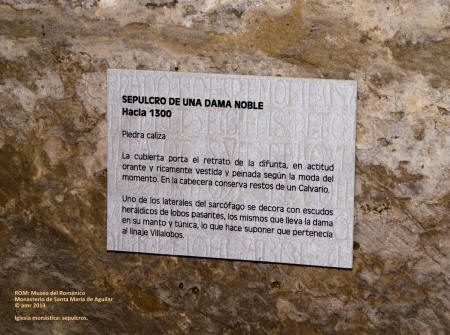 SEPULCRO DE UNA DAMA NOBLE
Hacia 1300
Piedra caliza
La cubierta porta el retrato de la difunta, en actitud
orante y ricamente vestida y peinada según la moda del
momento. En la cabecera conserva restos de un Calvario.
Uno de los laterales del sarcófago se decora con escudos
heráldicos de lobos pasantes, los mismos que lleva la dama
en su manto y túnica, lo que hace suponer que pertenecía
al linaje Villalobos.
ROM: Museo del Románico
Monasterio de Santa María de Aguilar
© amr 2013
Iglesia monástica: sepulcros.